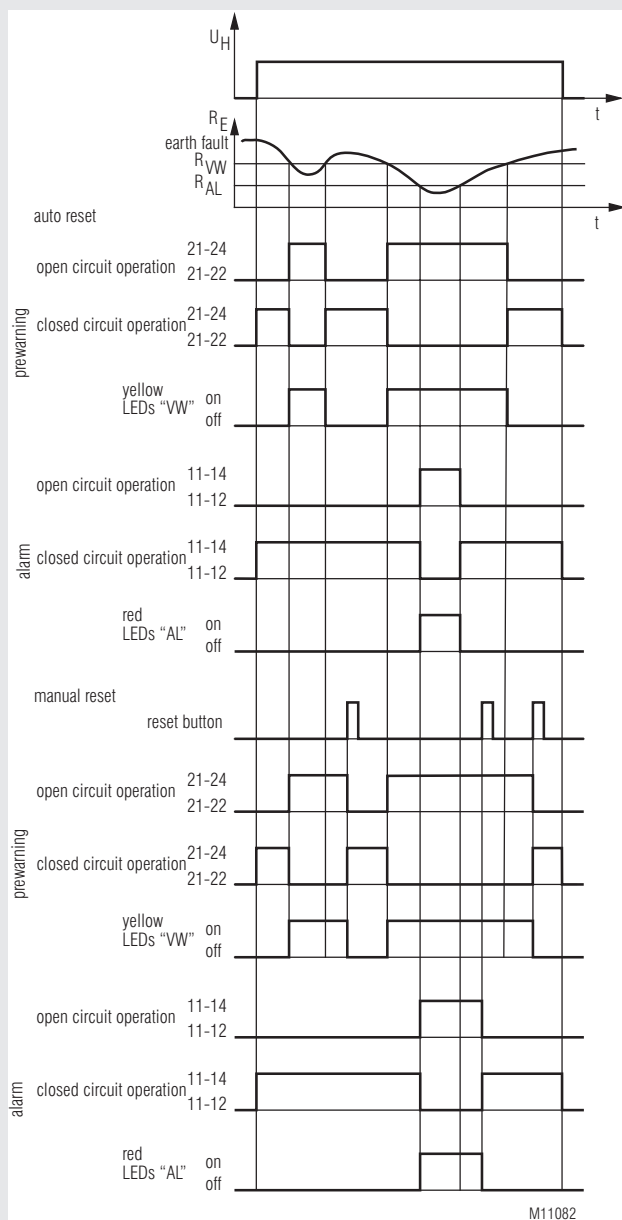 U_H
t
R_E
earth fault
R_VW
R_AL
t
auto reset
prewarning
open circuit operation 21-24
21-22
closed circuit operation 21-24
21-22
yellow
LEDs “VW” on
off
alarm
open circuit operation 11-14
11-12
closed circuit operation 11-14
11-12
red
LEDs “AL” on
off
manual reset
reset button
prewarning
open circuit operation 21-24
21-22
closed circuit operation 21-24
21-22
yellow
LEDs “VW” on
off
alarm
open circuit operation 11-14
11-12
closed circuit operation 11-14
11-12
red
LEDs “AL” on
off
M11082